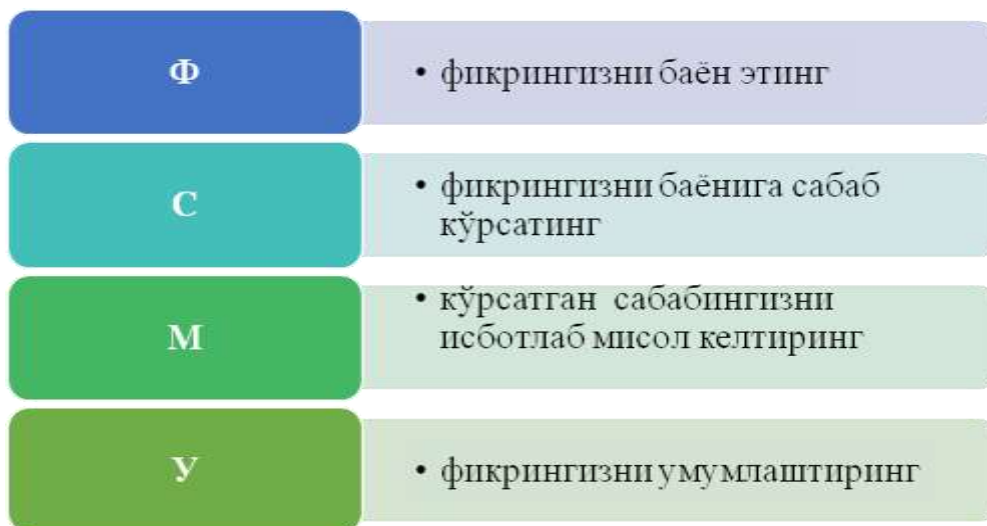 Ф
• фикрингизни баён этинг
С
• фикрингизни баёнига сабаб
кўрсатинг
М
• кўрсатган сабабингизни
исботлаб мисол келтиринг
У
• фикрингизни умумлаштиринг